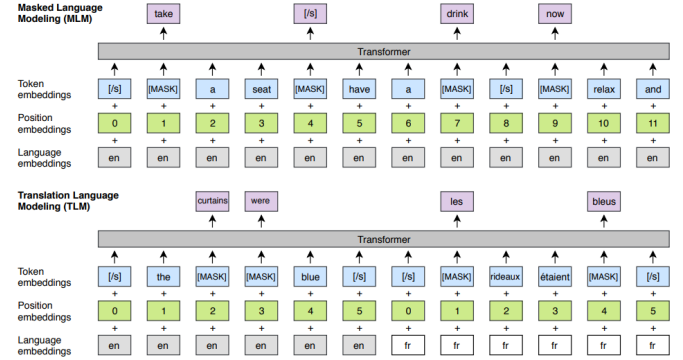 Masked Language
Modeling (MLM)
take [/s] drink now
Transformer
Token
embeddings
[/s] [MASK] a seat [MASK] have a [MASK] [/s] [MASK] relax and
+ + + + + + + + + + + +
Position
embeddings
0 1 2 3 4 5 6 7 8 9 10 11
+ + + + + + + + + + + +
Language
embeddings
en en en en en en en en en en en en
Translation Language
Modeling (TLM)
curtains were les bleus
Transformer
Token
embeddings
[/s] the [MASK] [MASK] blue [/s] [/s] [MASK] rideaux étaient [MASK] [/s]
+ + + + + + + + + + + +
Position
embeddings
0 1 2 3 4 5 0 1 2 3 4 5
+ + + + + + + + + + + +
Language
embeddings
en en en en en en fr fr fr fr fr fr